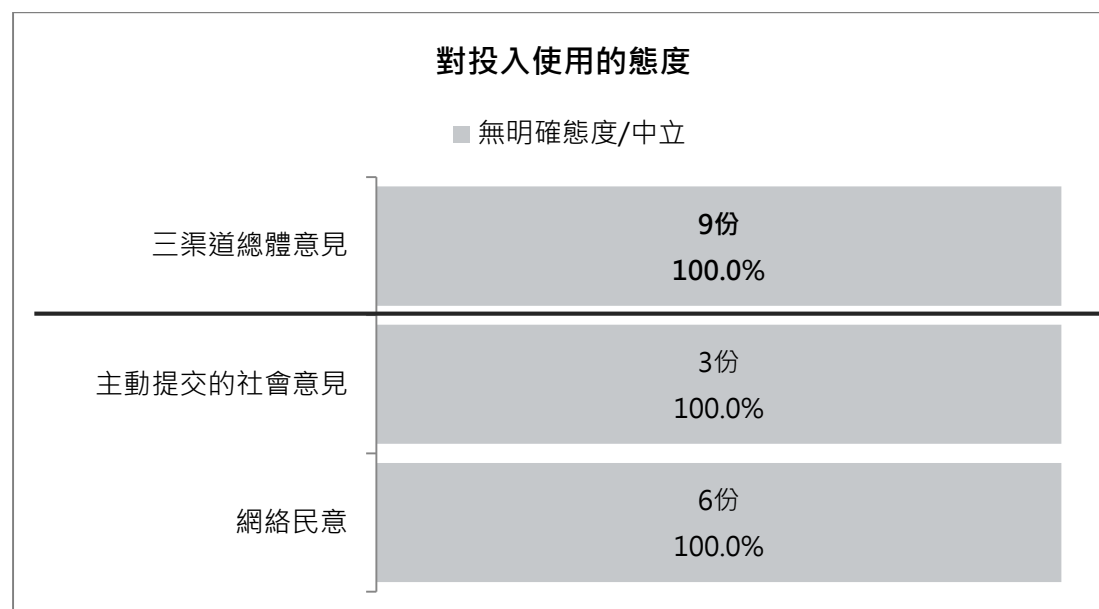 對投入使用的態度
無明確態度/中立
三渠道總體意見
9份
100.0%
主動提交的社會意見
3份
100.0%
網絡民意
6份
100.0%